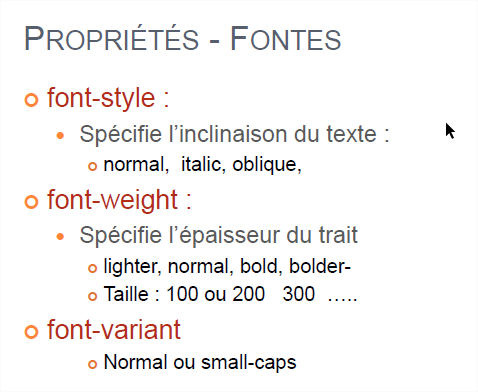 PROPRIÉTÉS - FONTES
font-style :
Spécifie l’inclinaison du texte :
normal,  italic, oblique,
font-weight :
Spécifie l’épaisseur du trait
lighter, normal, bold, bolder-
Taille : 100 ou 200   300  …..
font-variant
Normal ou small-caps